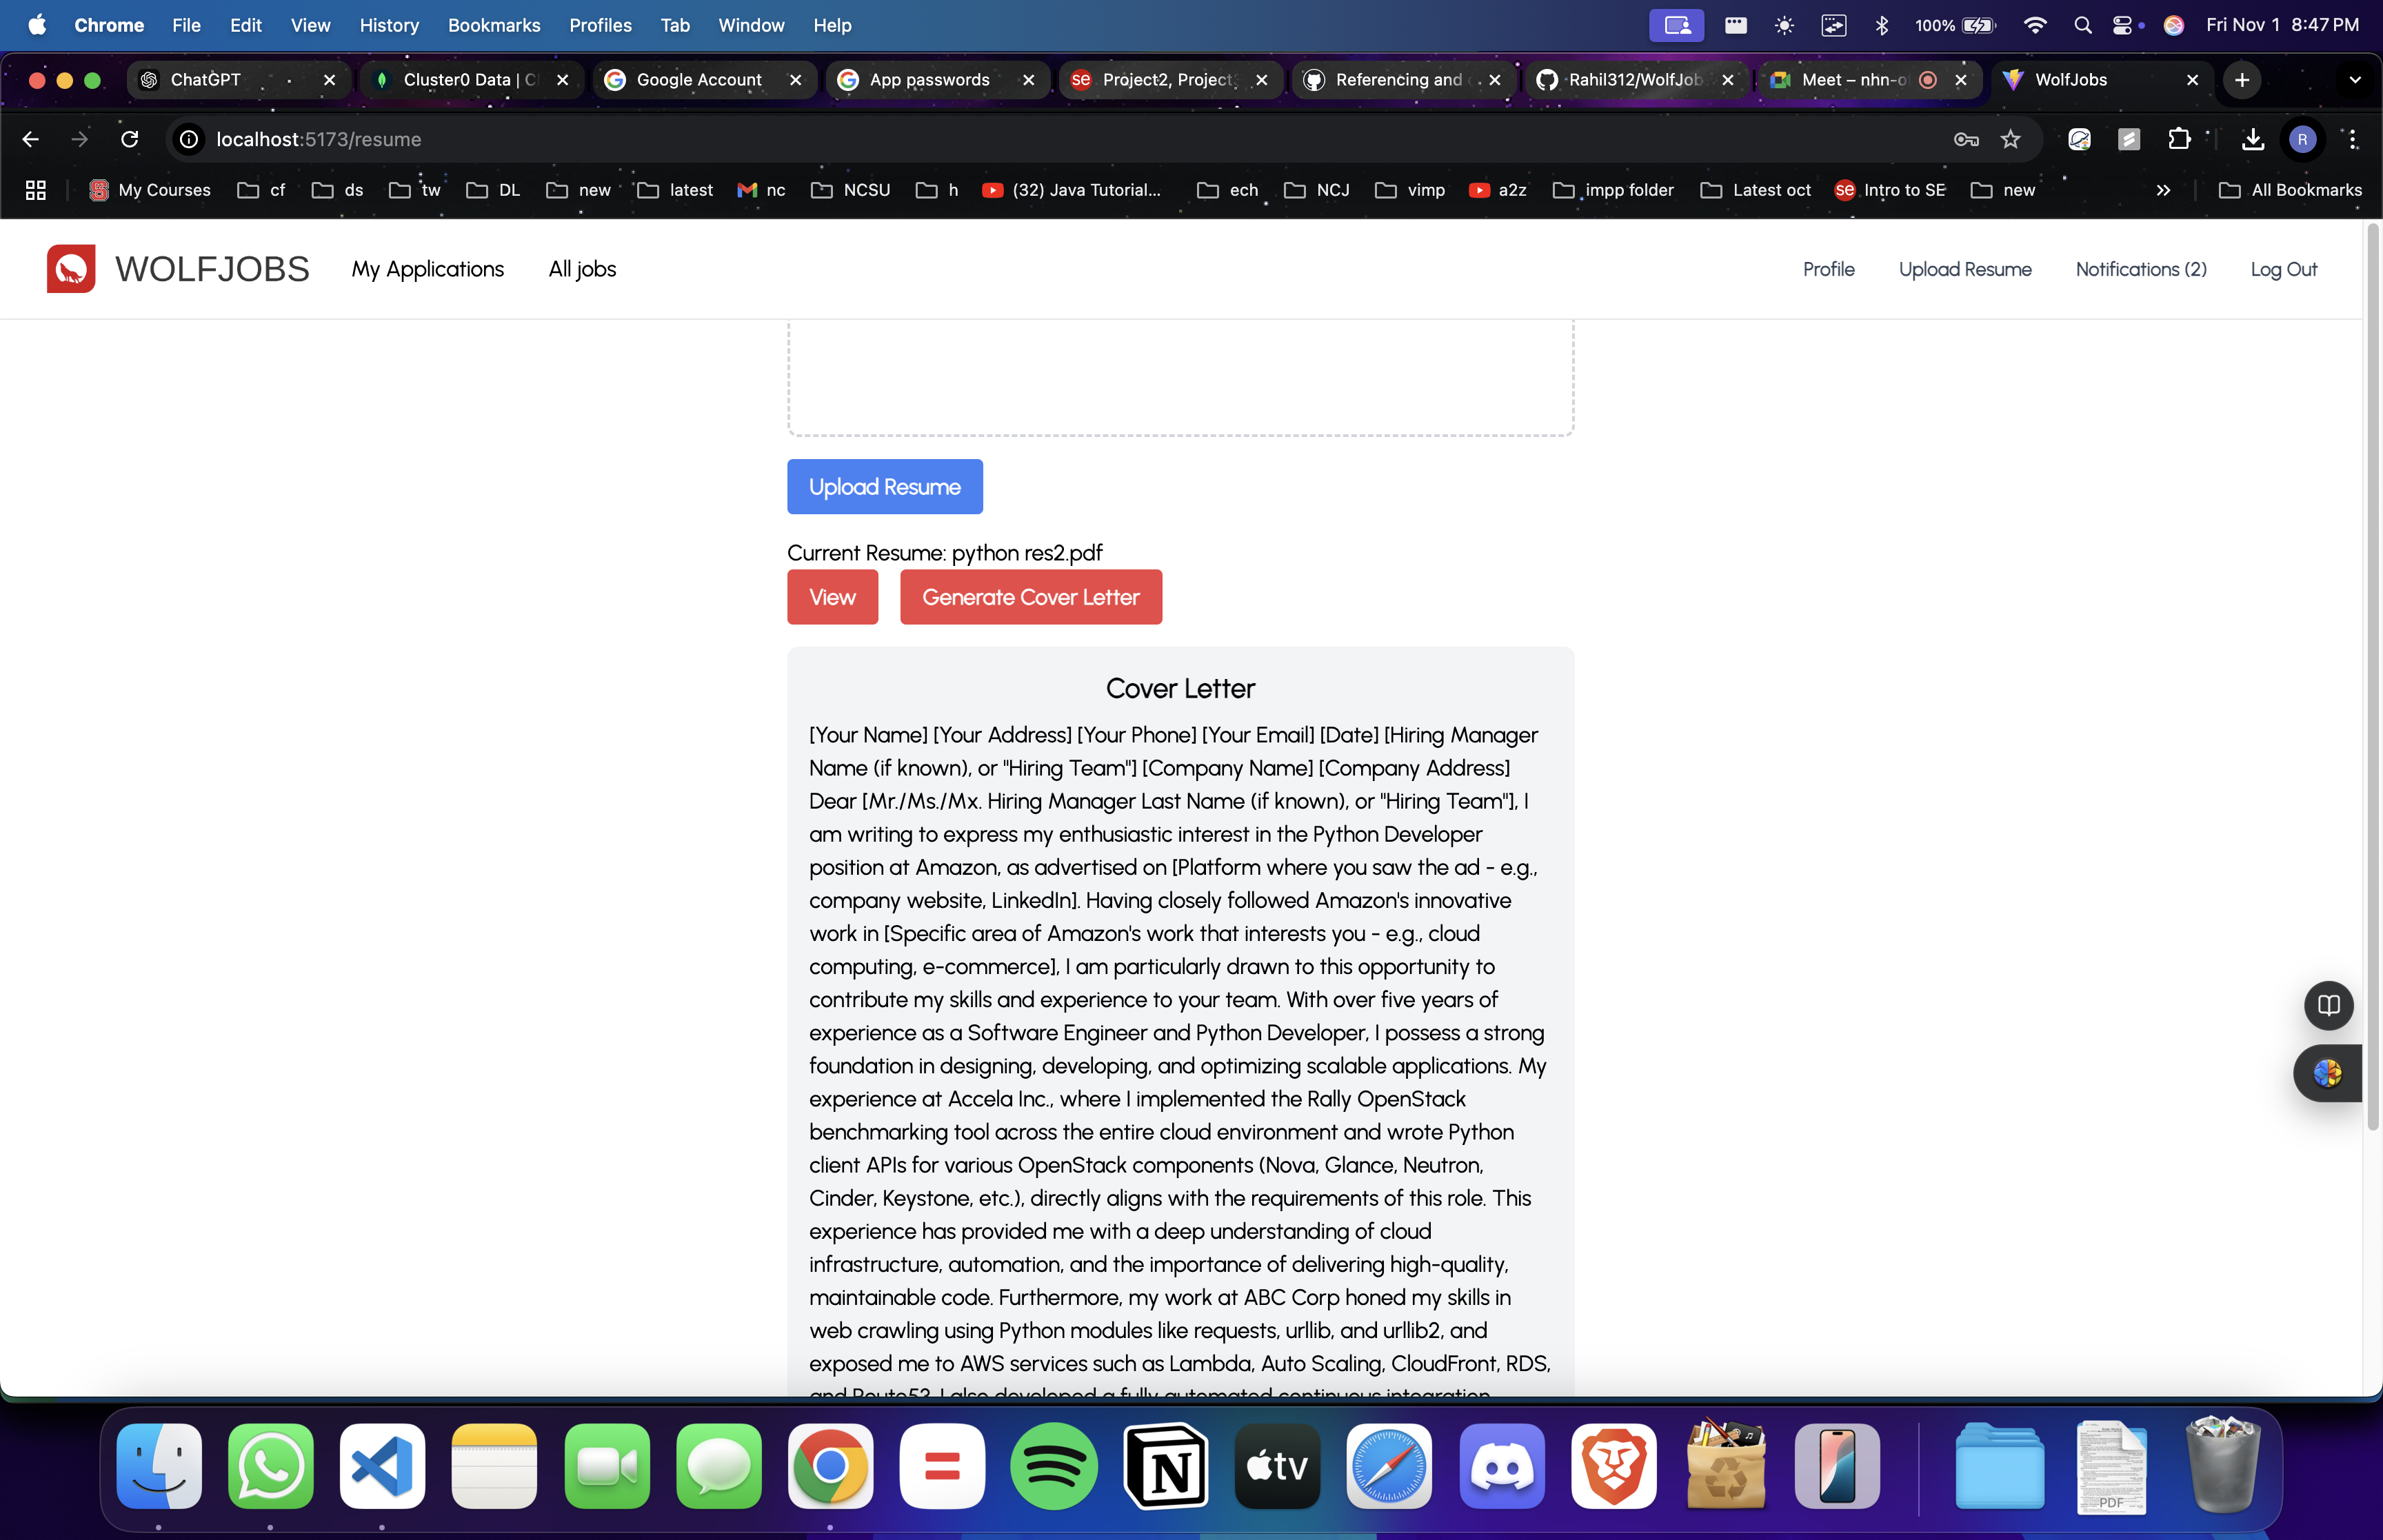 Chrome File Edit View History Bookmarks Profiles Tab Window Help 100% Fri Nov 1 8:47 PM
ChatGPT Cluster0 Data | Cl Google Account App passwords se Project2, Project3 Referencing and Rahil312/WolfJob Meet – nhn-o WolfJobs
localhost:5173/resume R
My Courses cf ds tw DL new latest nc NCSU h (32) Java Tutorial... ech NCJ vimp a2z impp folder Latest oct se Intro to SE new All Bookmarks
WOLFJOBS My Applications All jobs Profile Upload Resume Notifications (2) Log Out
Upload Resume
Current Resume: python res2.pdf
View Generate Cover Letter
Cover Letter
[Your Name] [Your Address] [Your Phone] [Your Email] [Date] [Hiring Manager
Name (if known), or "Hiring Team"] [Company Name] [Company Address]
Dear [Mr./Ms./Mx. Hiring Manager Last Name (if known), or "Hiring Team"], I
am writing to express my enthusiastic interest in the Python Developer
position at Amazon, as advertised on [Platform where you saw the ad - e.g.,
company website, LinkedIn]. Having closely followed Amazon's innovative
work in [Specific area of Amazon's work that interests you - e.g., cloud
computing, e-commerce], I am particularly drawn to this opportunity to
contribute my skills and experience to your team. With over five years of
experience as a Software Engineer and Python Developer, I possess a strong
foundation in designing, developing, and optimizing scalable applications. My
experience at Accela Inc., where I implemented the Rally OpenStack
benchmarking tool across the entire cloud environment and wrote Python
client APIs for various OpenStack components (Nova, Glance, Neutron,
Cinder, Keystone, etc.), directly aligns with the requirements of this role. This
experience has provided me with a deep understanding of cloud
infrastructure, automation, and the importance of delivering high-quality,
maintainable code. Furthermore, my work at ABC Corp honed my skills in
web crawling using Python modules like requests, urllib, and urllib2, and
exposed me to AWS services such as Lambda, Auto Scaling, CloudFront, RDS,
and Route53. I also developed a fully automated continuous integration
tv
PDF